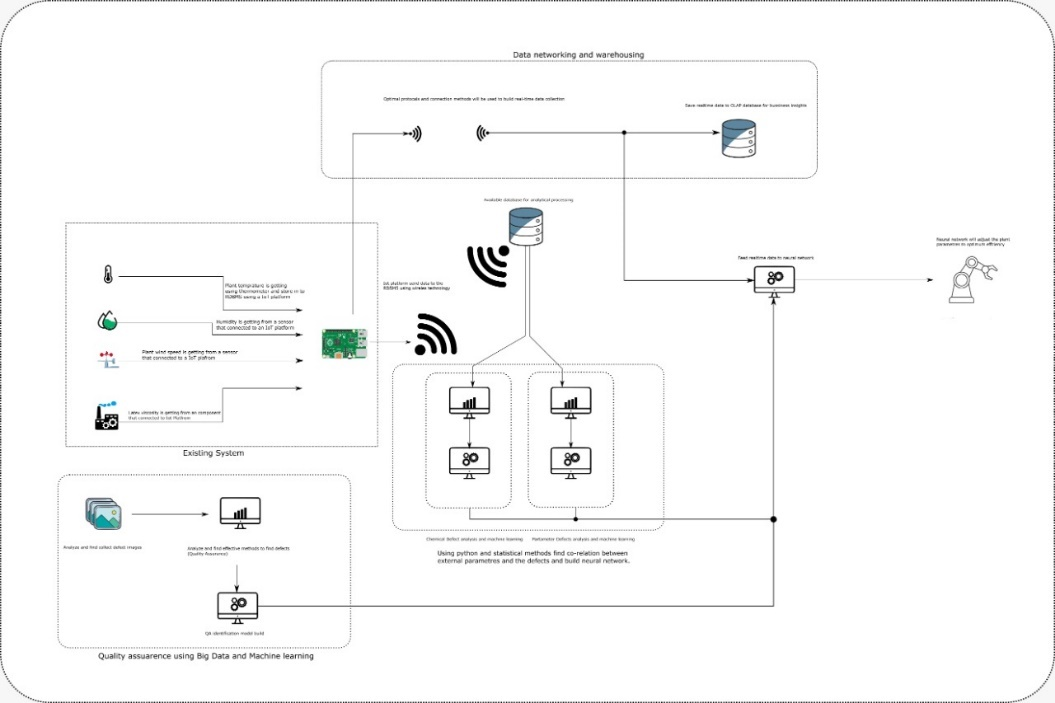 Data networking and warehousing
Optimal protocols and connection methods will be used to build real-time data collection
Save realtime data to OLAP database for business insights
Available database for analytical processing
Neural network will adjust the plant
parameters to optimum efficiency
Feed realtime data to neural network
IoT platform send data to the
RDBMS using wireless technology
Plant temprature is getting
using thermometer and store in to
RDBMS using a IoT platform
Humidity is getting from a sensor
that connected to an IoT platform
Plant wind speed is getting from a sensor
that connected to a IoT platfrom
Latex viscosity is getting from an component
that connected to Iot Platform
Existing System
Analyze and find collect defect images
Analyze and find effective methods to find defects
(Quality Assurance)
QA identification model build
Quality assuarence using Big Data and Machine learning
Chemical defect analysis and machine learning
Defects analysis and machine learning
Using python and statistical methods find co-relation between
external parametres and the defects and build neural network.